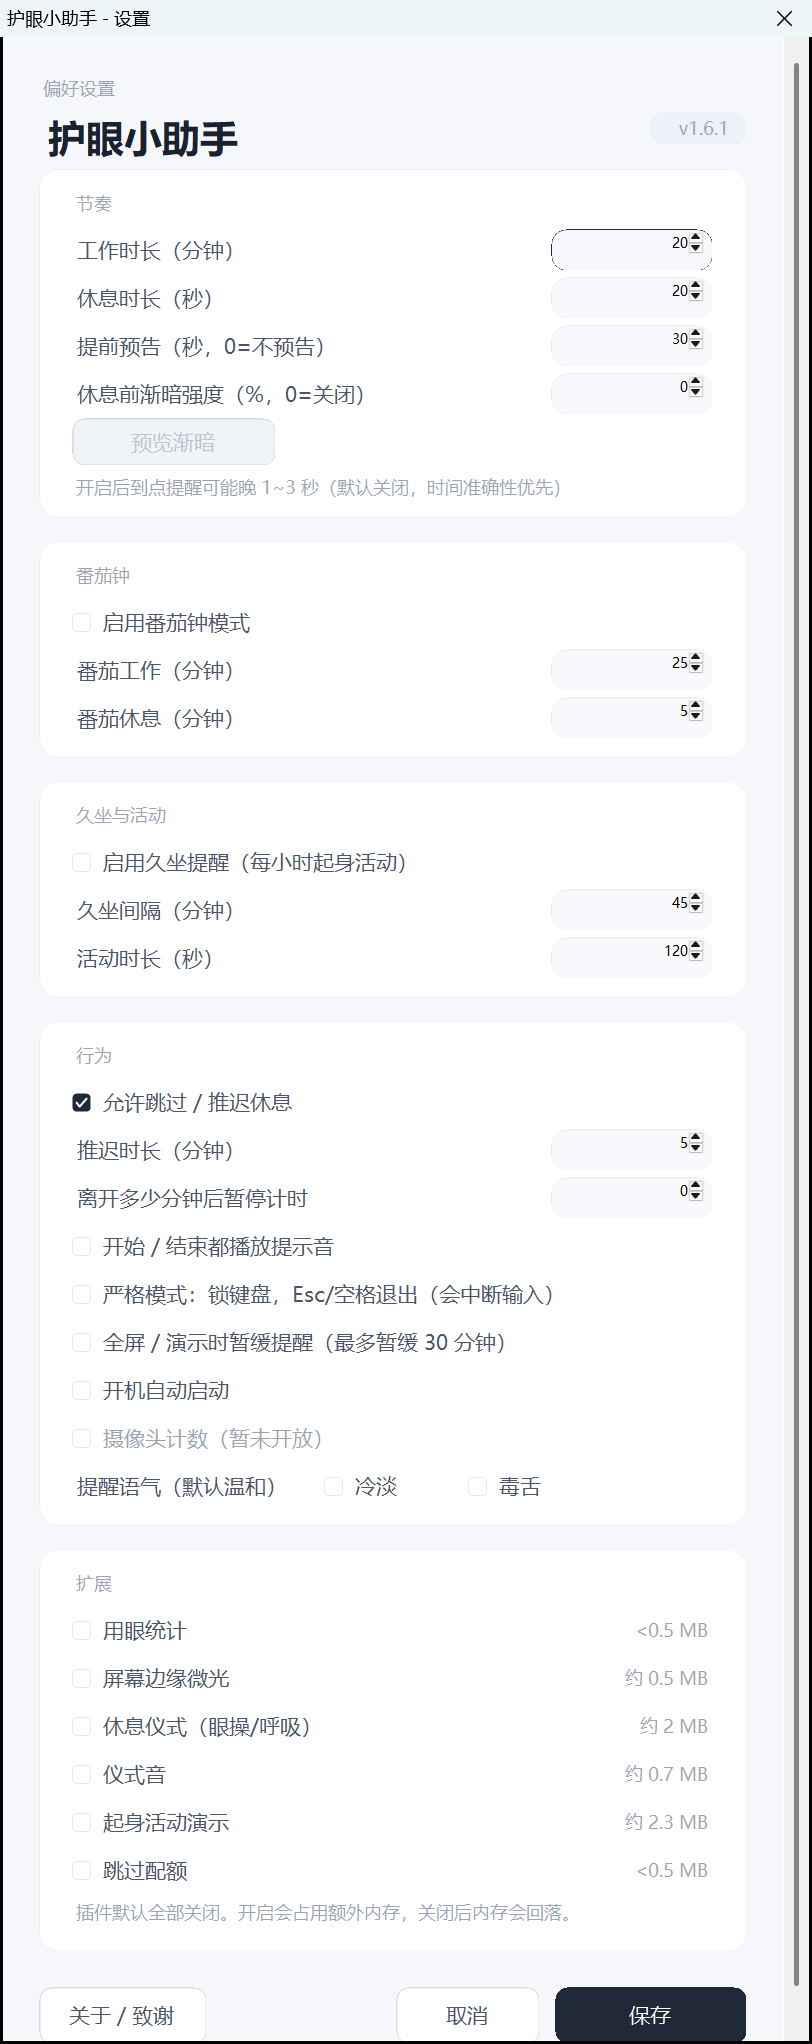 护眼小助手 - 设置
偏好设置
护眼小助手
v1.6.1
节奏
工作时长（分钟） 20
休息时长（秒） 20
提前预告（秒，0=不预告） 30
休息前渐暗强度（%，0=关闭） 0
预览渐暗
开启后到点提醒可能晚 1~3 秒（默认关闭，时间准确性优先）
番茄钟
启用番茄钟模式
番茄工作（分钟） 25
番茄休息（分钟） 5
久坐与活动
启用久坐提醒（每小时起身活动）
久坐间隔（分钟） 45
活动时长（秒） 120
行为
允许跳过 / 推迟休息
推迟时长（分钟） 5
离开多少分钟后暂停计时 0
开始 / 结束都播放提示音
严格模式：锁键盘，Esc/空格退出（会中断输入）
全屏 / 演示时暂缓提醒（最多暂缓 30 分钟）
开机自动启动
摄像头计数（暂未开放）
提醒语气（默认温和） 冷淡 毒舌
扩展
用眼统计 <0.5 MB
屏幕边缘微光 约 0.5 MB
休息仪式（眼操/呼吸） 约 2 MB
仪式音 约 0.7 MB
起身活动演示 约 2.3 MB
跳过配额 <0.5 MB
插件默认全部关闭。开启会占用额外内存，关闭后内存会回落。
关于 / 致谢 取消 保存